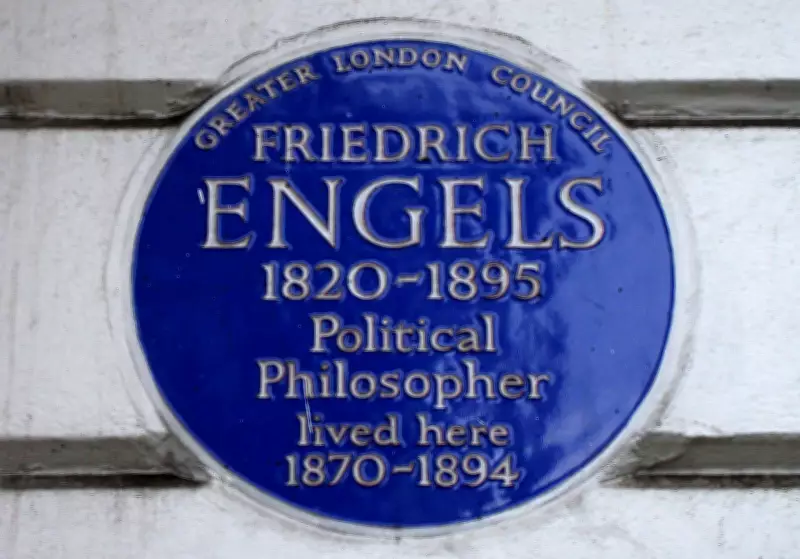 GREATER LONDON COUNCIL
FRIEDRICH
ENGELS
1820-1895
Political
Philosopher
lived here
1870-1894